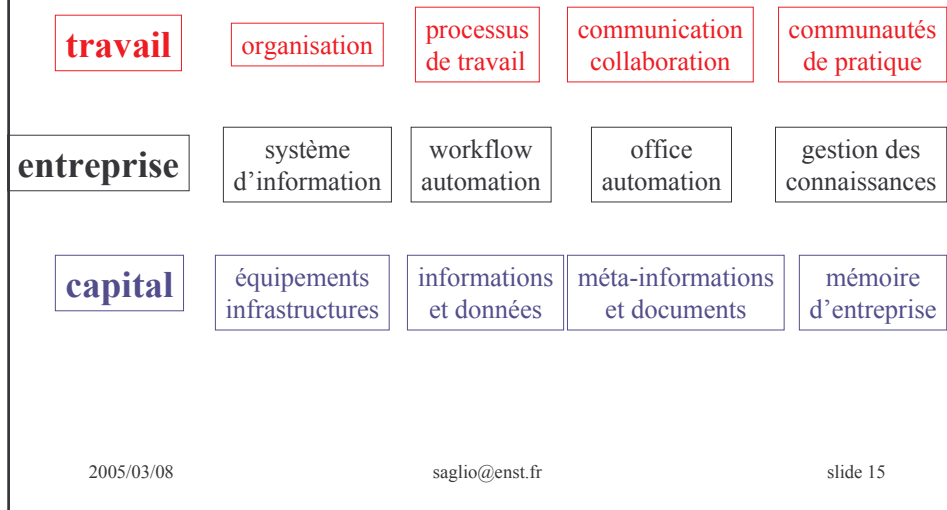 travail
organisation
processus
de travail
communication
collaboration
communautés
de pratique
entreprise
système
d’information
workflow
automation
office
automation
gestion des
connaissances
capital
équipements
infrastructures
informations
et données
méta-informations
et documents
mémoire
d’entreprise
2005/03/08
saglio@enst.fr
slide 15